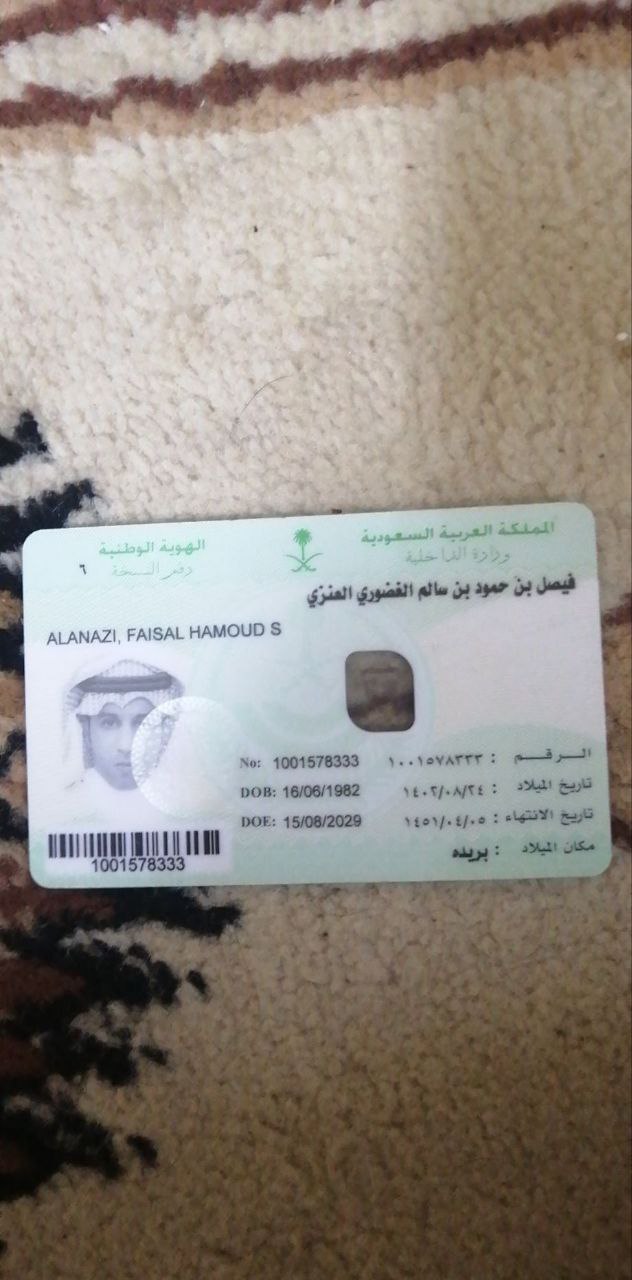 المملكة العربية السعودية
وزارة الداخلية
الهوية الوطنية
رقم النسخة ٦
فيصل بن حمود بن سالم الغضوري العنزي
ALANAZI, FAISAL HAMOUD S
الرقم : ١٠٠١٥٧٨٣٣٣ No: 1001578333
تاريخ الميلاد : ١٤٠٢/٠٨/٢٤ DOB: 16/06/1982
تاريخ الانتهاء : ١٤٥١/٠٤/٠٥ DOE: 15/08/2029
مكان الميلاد : بريده
1001578333